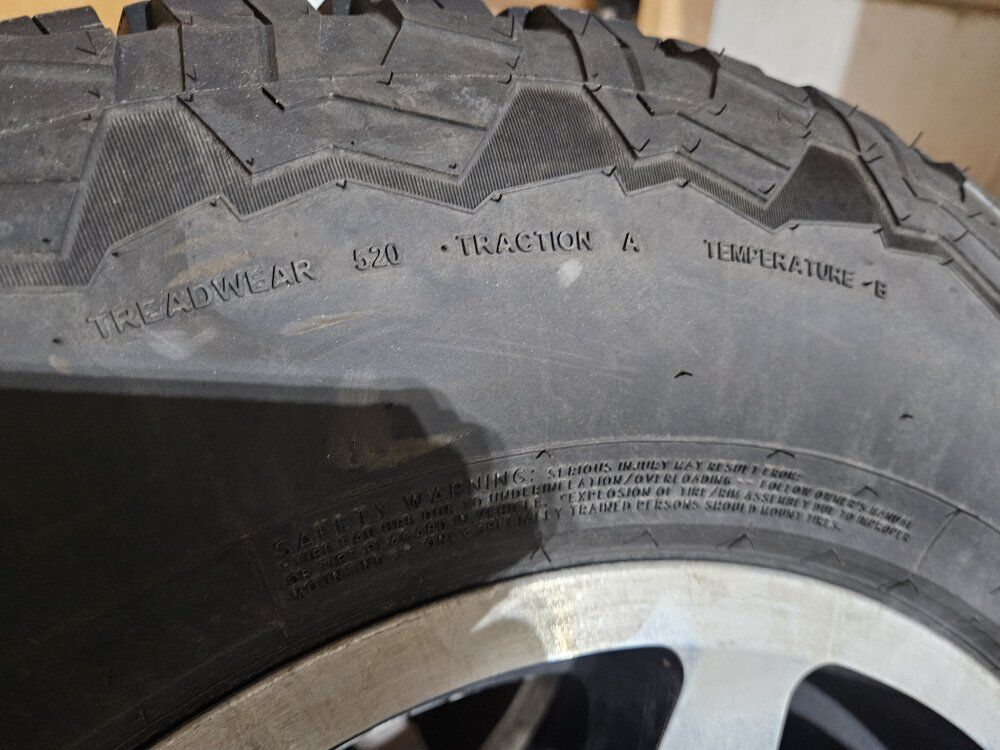 TREADWEAR 520 · TRACTION A TEMPERATURE B
SAFETY WARNING: SERIOUS INJURY MAY RESULT FROM:
TIRE FAILURE DUE TO UNDERINFLATION/OVERLOADING - FOLLOW OWNER'S MANUAL
OR TIRE PLACARD IN VEHICLE. EXPLOSION OF TIRE/RIM ASSEMBLY DUE TO IMPROPER
MOUNTING ONLY SPECIALLY TRAINED PERSONS SHOULD MOUNT TIRES.